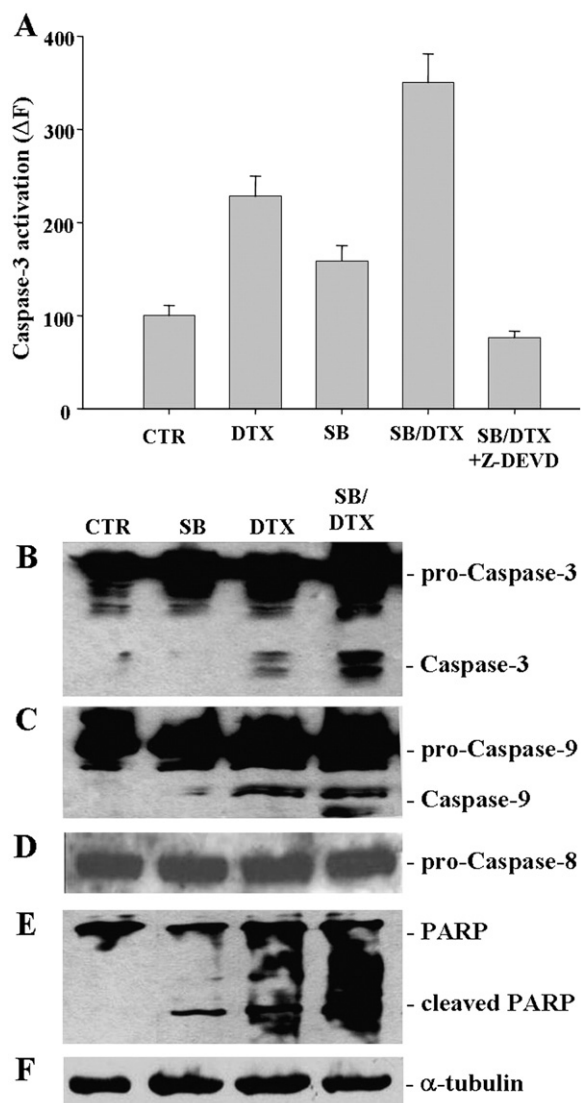 A
Caspase-3 activation (ΔF)
400
300
200
100
0
CTR DTX SB SB/DTX SB/DTX
+Z-DEVD
CTR SB DTX SB/
DTX
B
- pro-Caspase-3
- Caspase-3
C
- pro-Caspase-9
- Caspase-9
D
- pro-Caspase-8
E
- PARP
- cleaved PARP
F
- α-tubulin